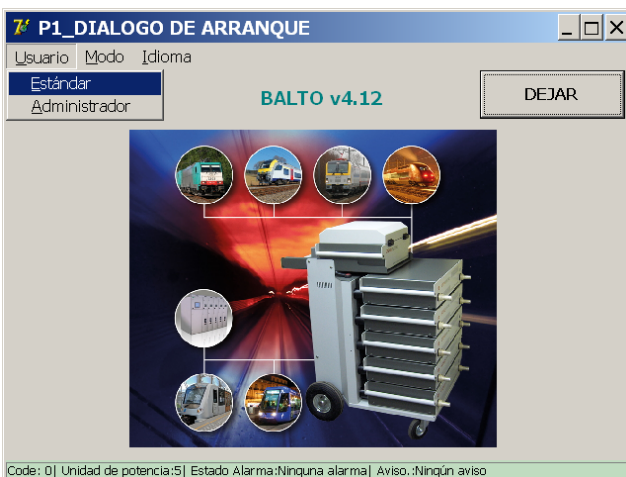 P1_DIALOGO DE ARRANQUE
Usuario Modo Idioma
Estándar
Administrador
BALTO v4.12
DEJAR
Code: 0| Unidad de potencia:5| Estado Alarma:Ninguna alarma| Aviso.:Ningún aviso